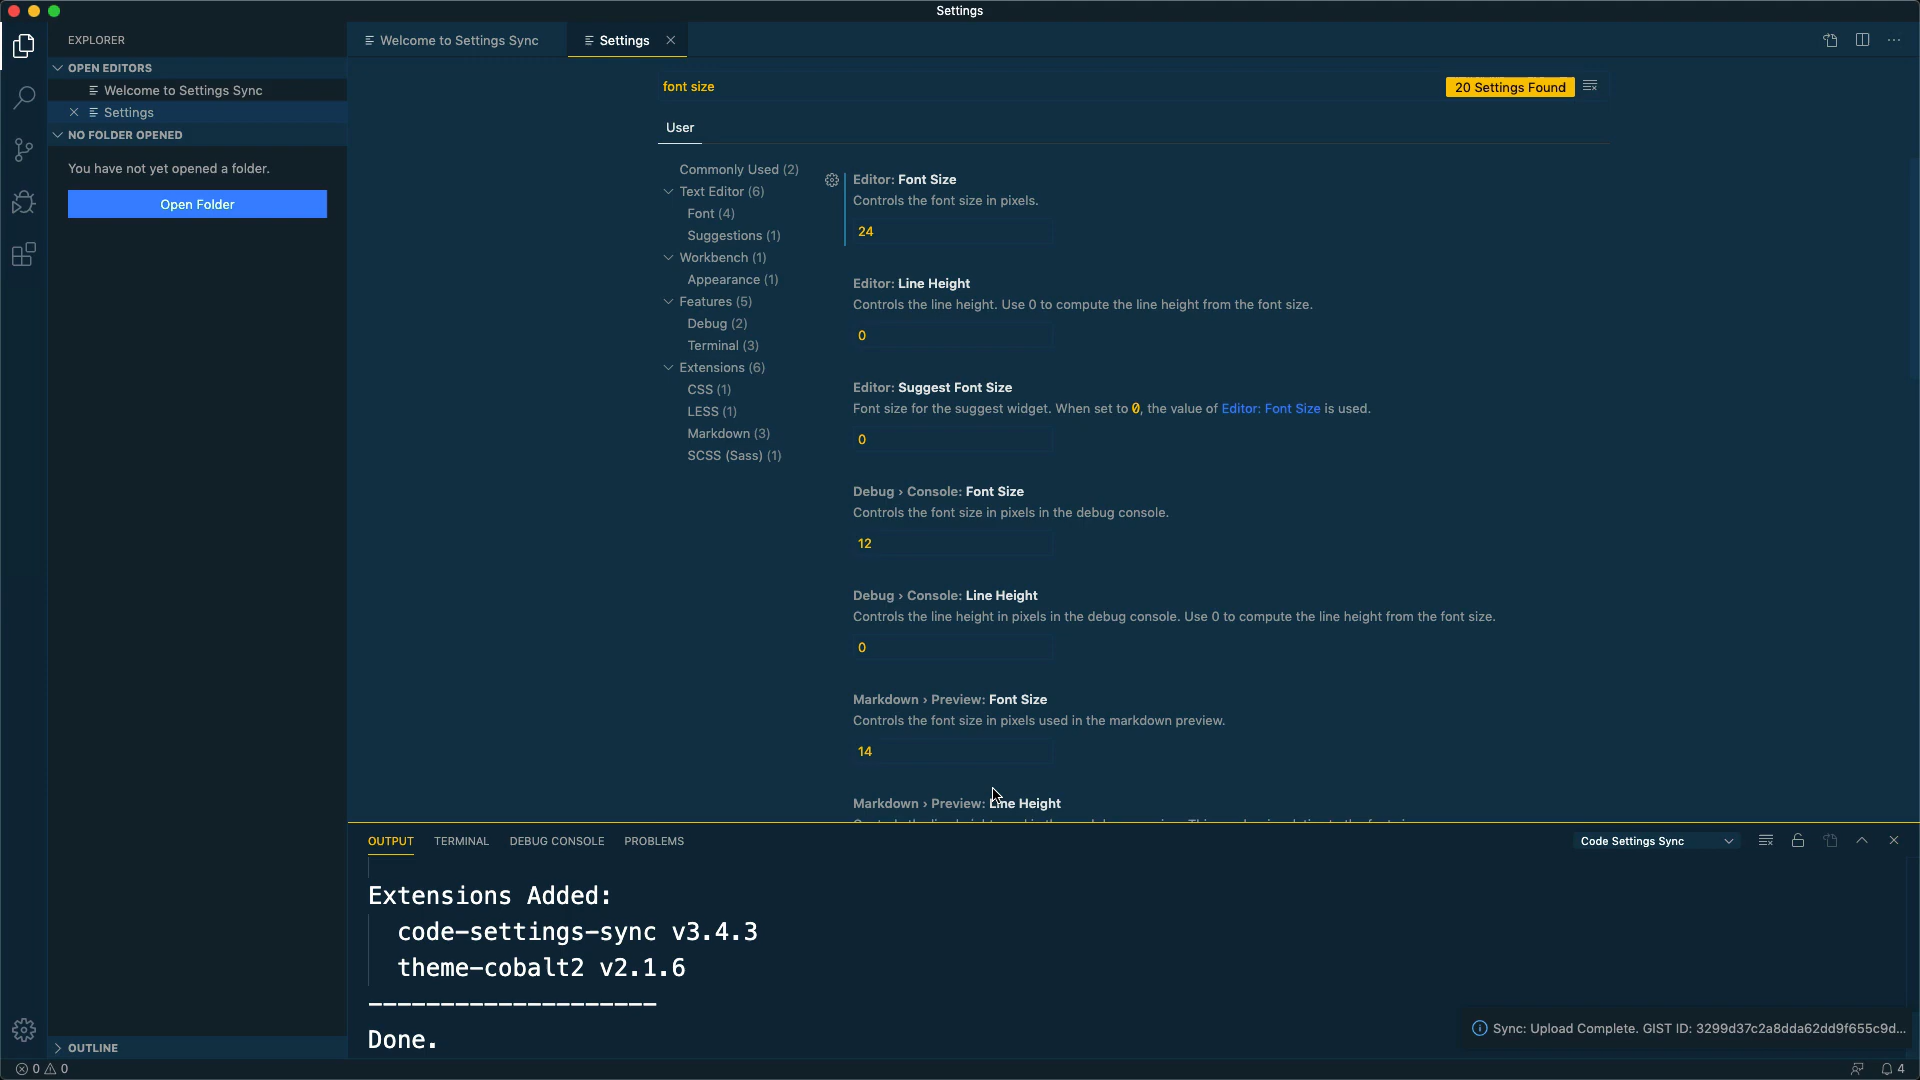 Settings
EXPLORER
OPEN EDITORS
Welcome to Settings Sync
Settings
NO FOLDER OPENED
You have not yet opened a folder.
Open Folder
OUTLINE
0 0
Welcome to Settings Sync
Settings
font size
20 Settings Found
User
Commonly Used (2)
Text Editor (6)
Font (4)
Suggestions (1)
Workbench (1)
Appearance (1)
Features (5)
Debug (2)
Terminal (3)
Extensions (6)
CSS (1)
LESS (1)
Markdown (3)
SCSS (Sass) (1)
Editor: Font Size
Controls the font size in pixels.
24
Editor: Line Height
Controls the line height. Use 0 to compute the line height from the font size.
0
Editor: Suggest Font Size
Font size for the suggest widget. When set to 0, the value of Editor: Font Size is used.
0
Debug › Console: Font Size
Controls the font size in pixels in the debug console.
12
Debug › Console: Line Height
Controls the line height in pixels in the debug console. Use 0 to compute the line height from the font size.
0
Markdown › Preview: Font Size
Controls the font size in pixels used in the markdown preview.
14
Markdown › Preview: Line Height
OUTPUT TERMINAL DEBUG CONSOLE PROBLEMS
Code Settings Sync
Extensions Added:
code-settings-sync v3.4.3
theme-cobalt2 v2.1.6
--------------------
Done.
Sync: Upload Complete. GIST ID: 3299d37c2a8dda62dd9f655c9d...
4